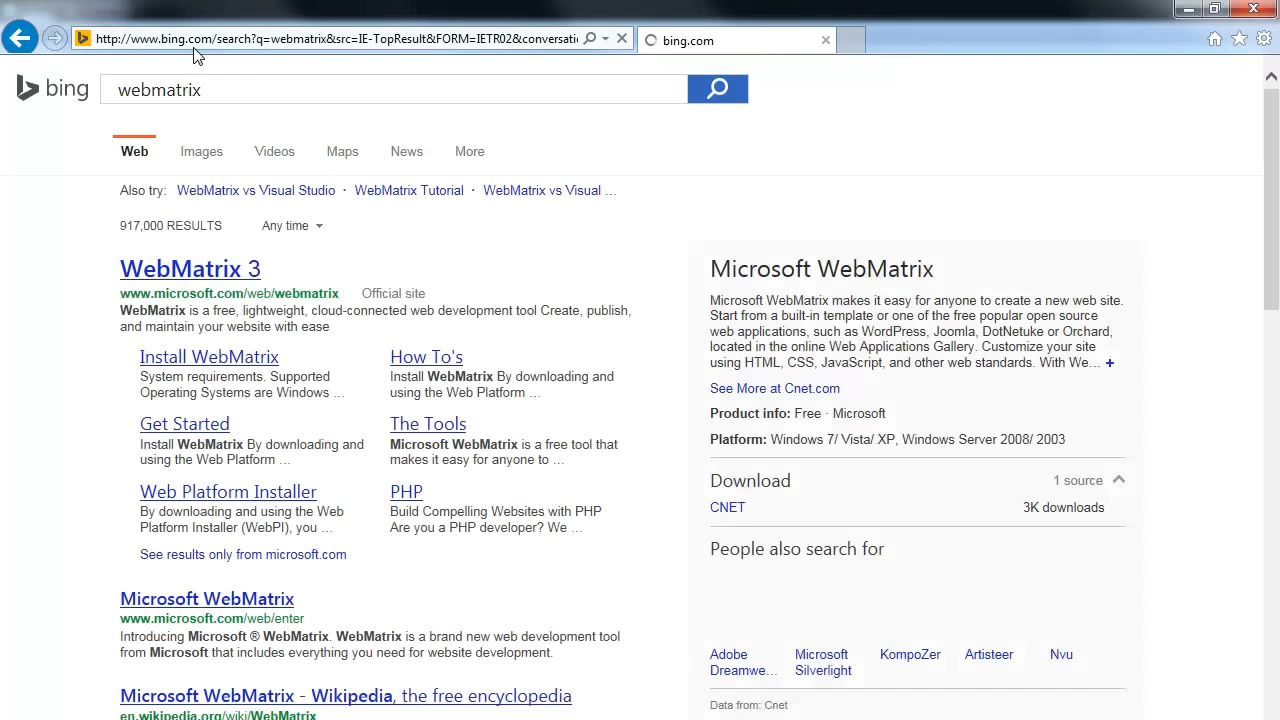 http://www.bing.com/search?q=webmatrix&src=IE-TopResult&FORM=IETR02&conversati
bing.com
bing
webmatrix
Web Images Videos Maps News More
Also try: WebMatrix vs Visual Studio · WebMatrix Tutorial · WebMatrix vs Visual ...
917,000 RESULTS Any time
WebMatrix 3
www.microsoft.com/web/webmatrix Official site
WebMatrix is a free, lightweight, cloud-connected web development tool Create, publish,
and maintain your website with ease
Install WebMatrix
System requirements. Supported
Operating Systems are Windows ...
How To's
Install WebMatrix By downloading and
using the Web Platform ...
Get Started
Install WebMatrix By downloading and
using the Web Platform ...
The Tools
Microsoft WebMatrix is a free tool that
makes it easy for anyone to ...
Web Platform Installer
By downloading and using the Web
Platform Installer (WebPI), you ...
PHP
Build Compelling Websites with PHP
Are you a PHP developer? We ...
See results only from microsoft.com
Microsoft WebMatrix
www.microsoft.com/web/enter
Introducing Microsoft ® WebMatrix. WebMatrix is a brand new web development tool
from Microsoft that includes everything you need for website development.
Microsoft WebMatrix - Wikipedia, the free encyclopedia
en.wikipedia.org/wiki/WebMatrix
Microsoft WebMatrix
Microsoft WebMatrix makes it easy for anyone to create a new web site.
Start from a built-in template or one of the free popular open source
web applications, such as WordPress, Joomla, DotNetuke or Orchard,
located in the online Web Applications Gallery. Customize your site
using HTML, CSS, JavaScript, and other web standards. With We... +
See More at Cnet.com
Product info: Free · Microsoft
Platform: Windows 7/ Vista/ XP, Windows Server 2008/ 2003
Download 1 source
CNET 3K downloads
People also search for
Adobe
Dreamwe...
Microsoft
Silverlight
KompoZer
Artisteer
Nvu
Data from: Cnet